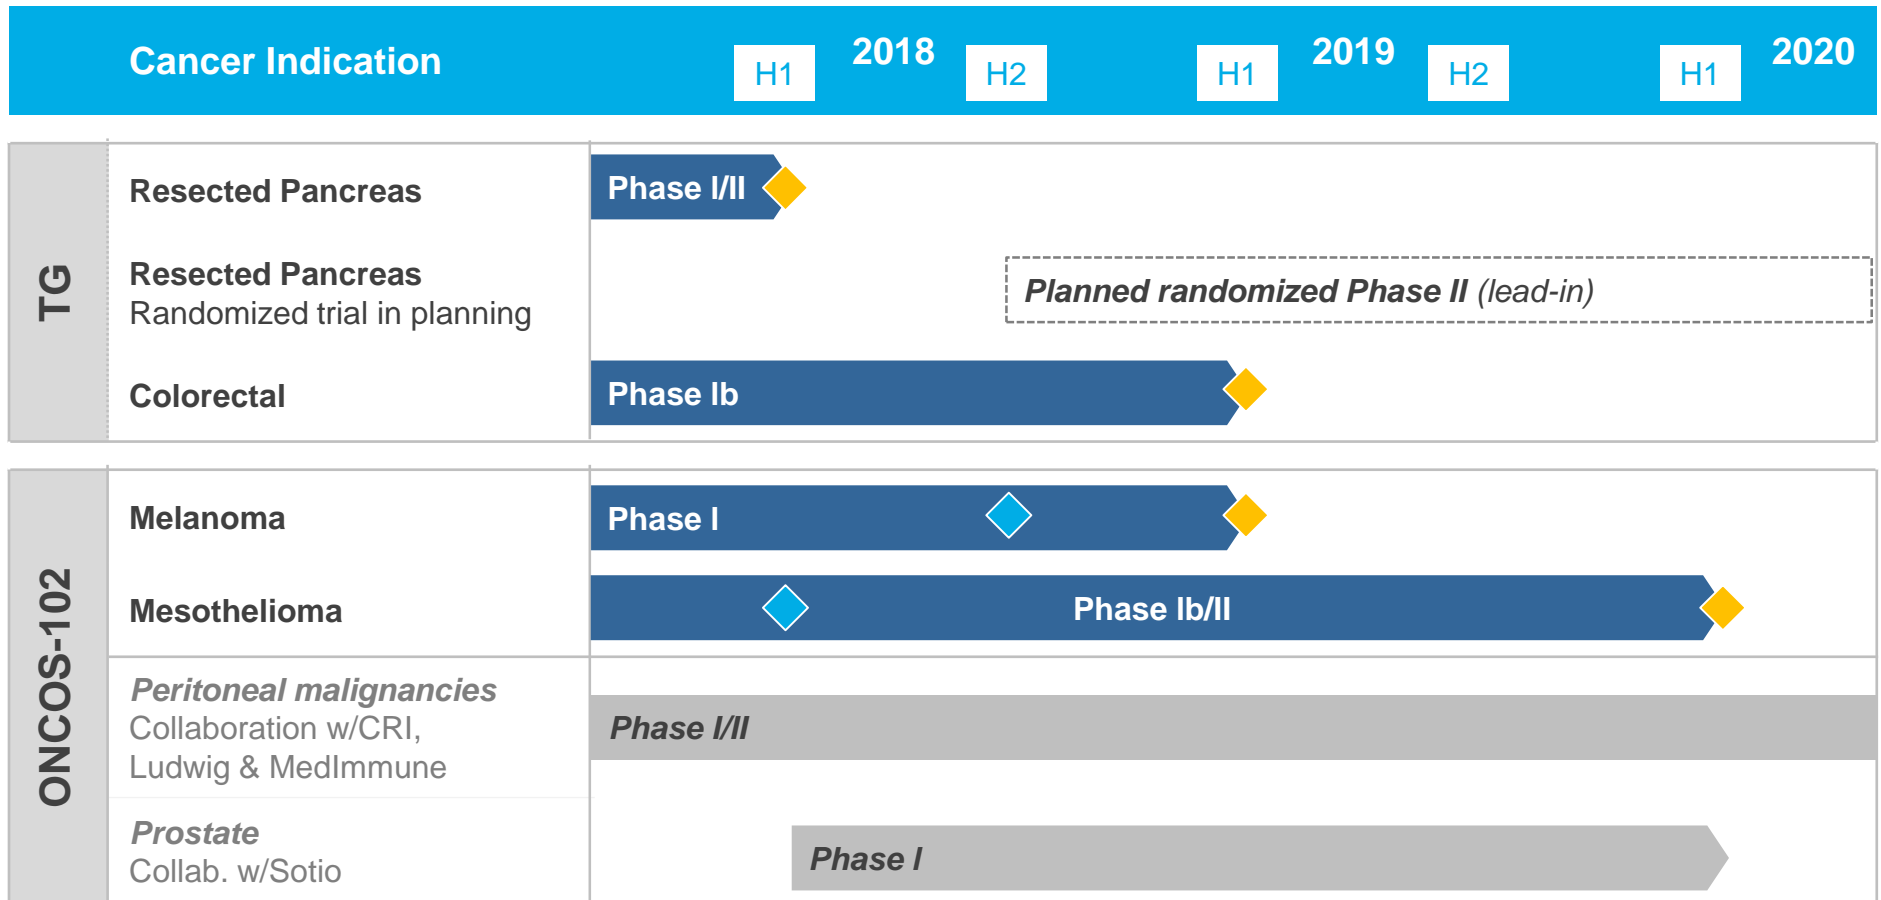 Cancer Indication
H1
2018
H2
H1
2019
H2
H1
2020
TG
Resected Pancreas
Phase I/II
Resected Pancreas
Randomized trial in planning
Planned randomized Phase II (lead-in)
Colorectal
Phase Ib
ONCOS-102
Melanoma
Phase I
Mesothelioma
Phase Ib/II
Peritoneal malignancies
Collaboration w/CRI,
Ludwig & MedImmune
Phase I/II
Prostate
Collab. w/Sotio
Phase I